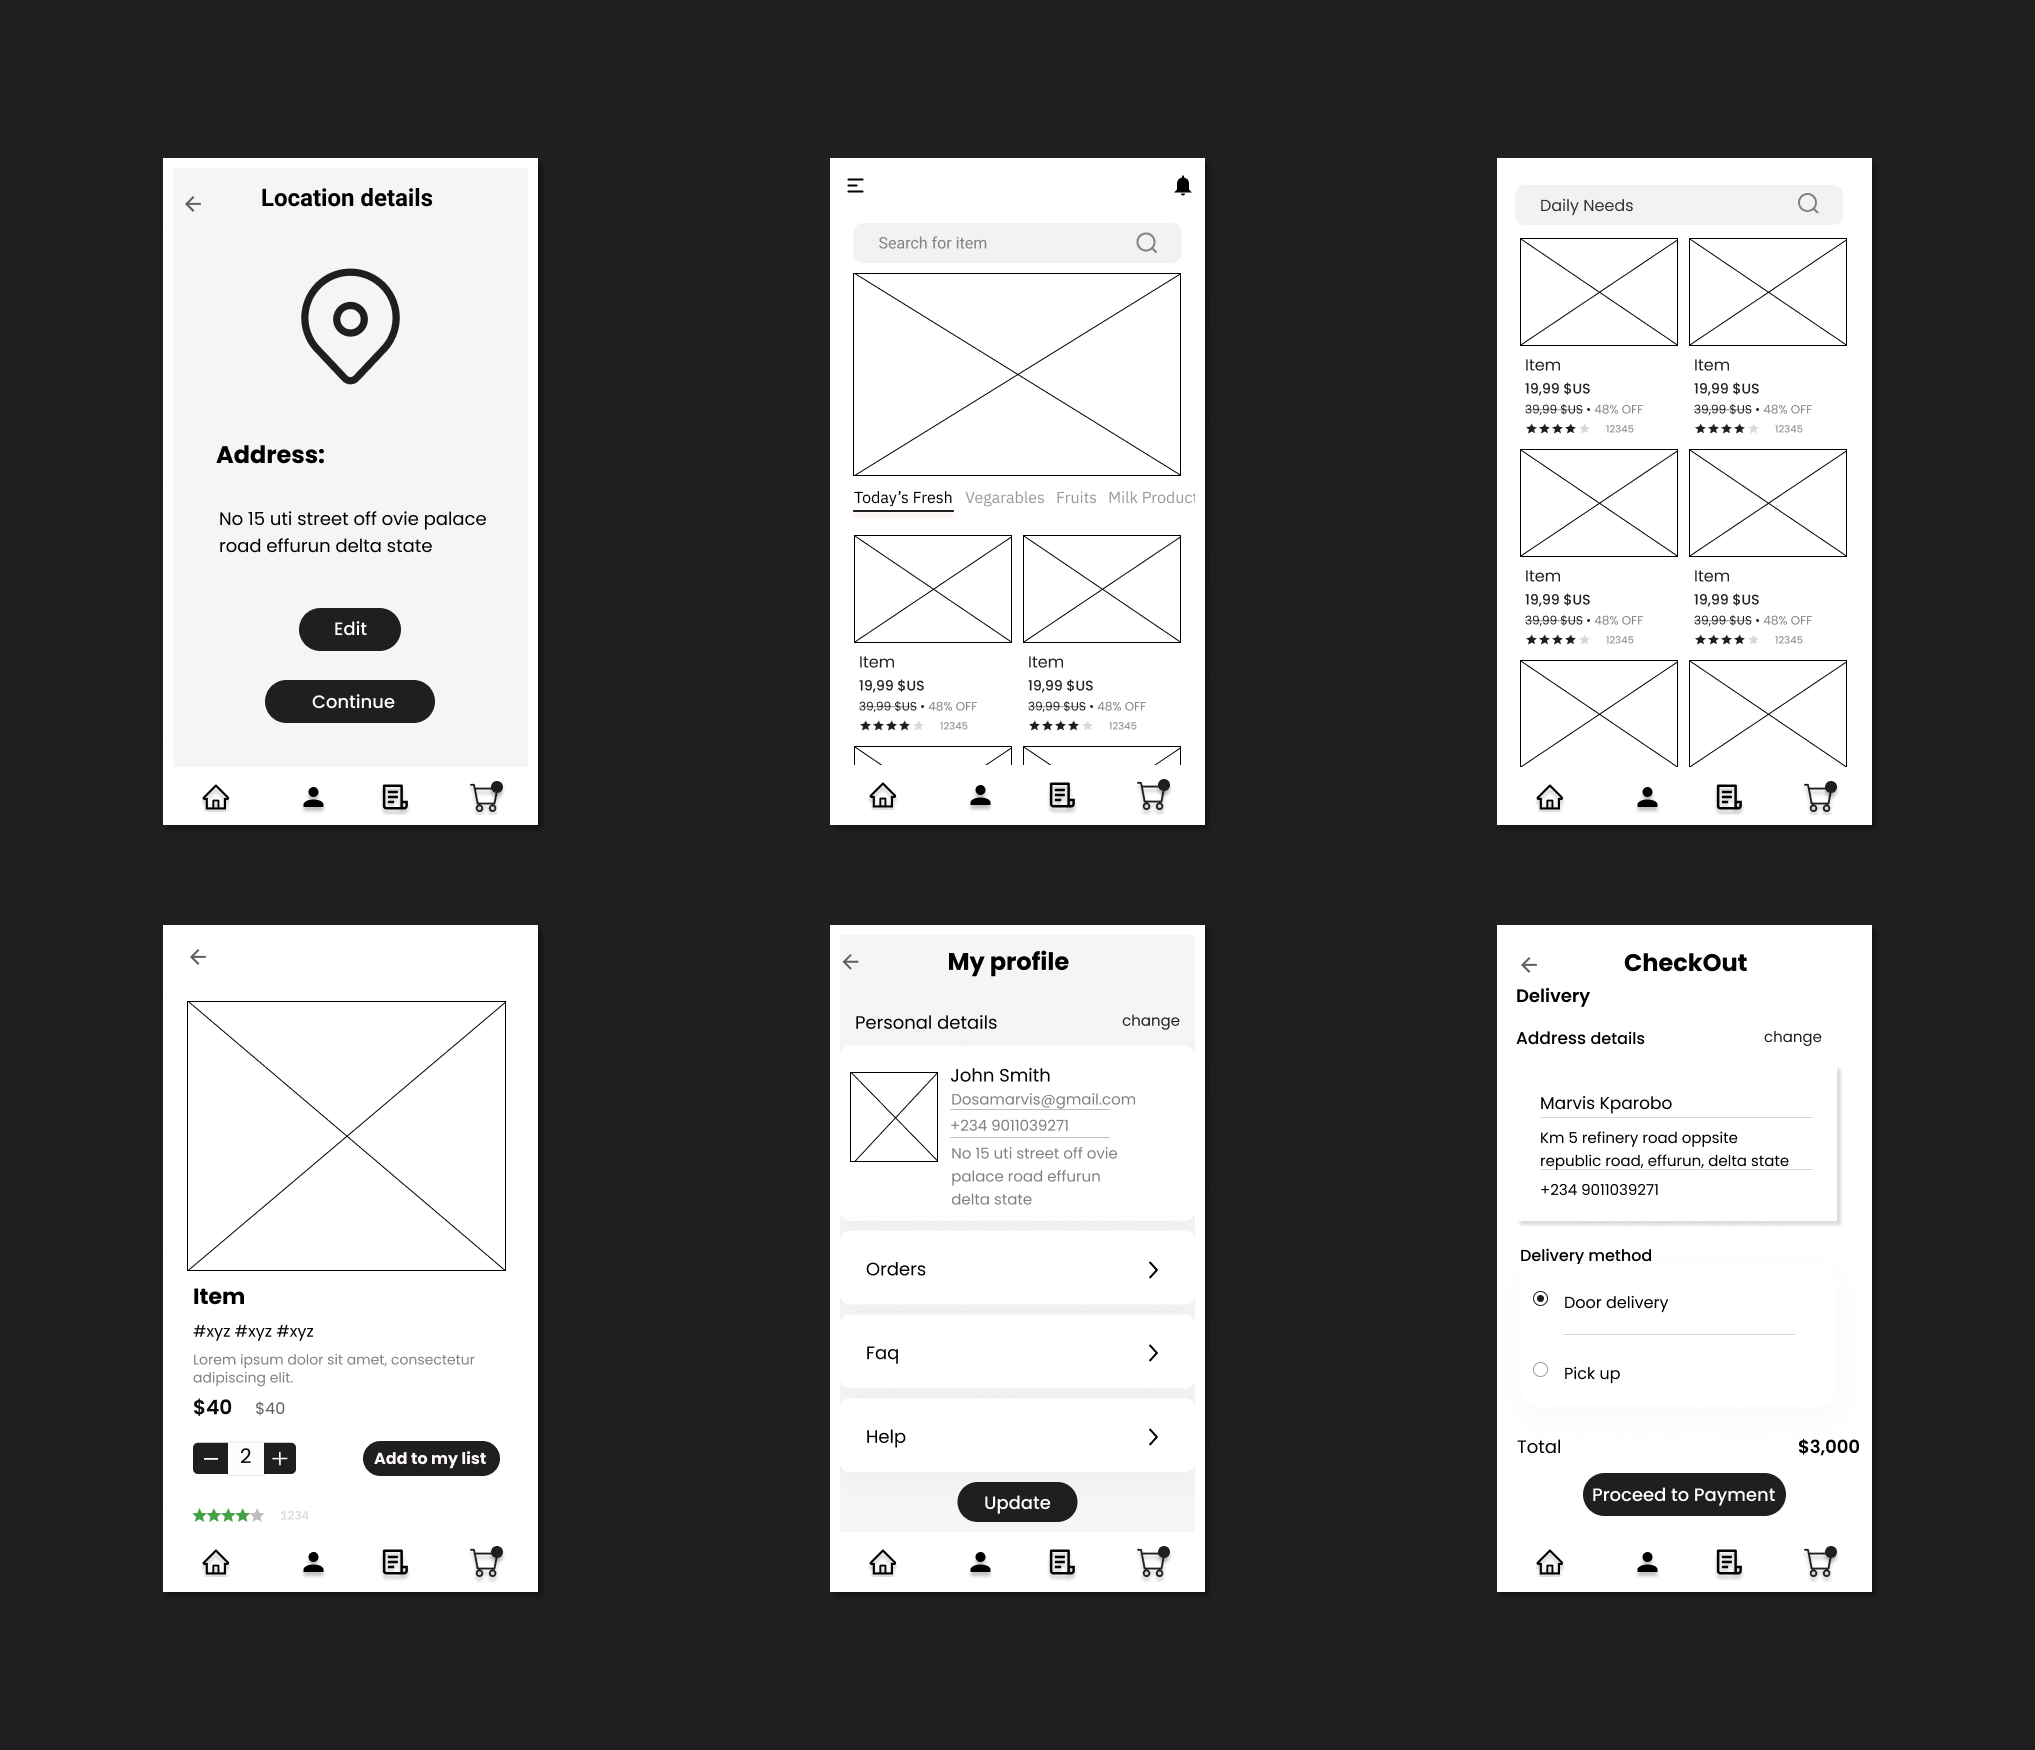 Location details
Address:
No 15 uti street off ovie palace
road effurun delta state
Edit
Continue
Search for item
Today's Fresh Vegarables Fruits Milk Product
Item Item
19,99 $US 19,99 $US
39,99 $US • 48% OFF 39,99 $US • 48% OFF
12345 12345
Daily Needs
Item Item
19,99 $US 19,99 $US
39,99 $US • 48% OFF 39,99 $US • 48% OFF
12345 12345
Item Item
19,99 $US 19,99 $US
39,99 $US • 48% OFF 39,99 $US • 48% OFF
12345 12345
Item
#xyz #xyz #xyz
Lorem ipsum dolor sit amet, consectetur
adipiscing elit.
$40 $40
2 Add to my list
1234
My profile
Personal details change
John Smith
Dosamarvis@gmail.com
+234 9011039271
No 15 uti street off ovie
palace road effurun
delta state
Orders
Faq
Help
Update
CheckOut
Delivery
Address details change
Marvis Kparobo
Km 5 refinery road oppsite
republic road, effurun, delta state
+234 9011039271
Delivery method
Door delivery
Pick up
Total $3,000
Proceed to Payment